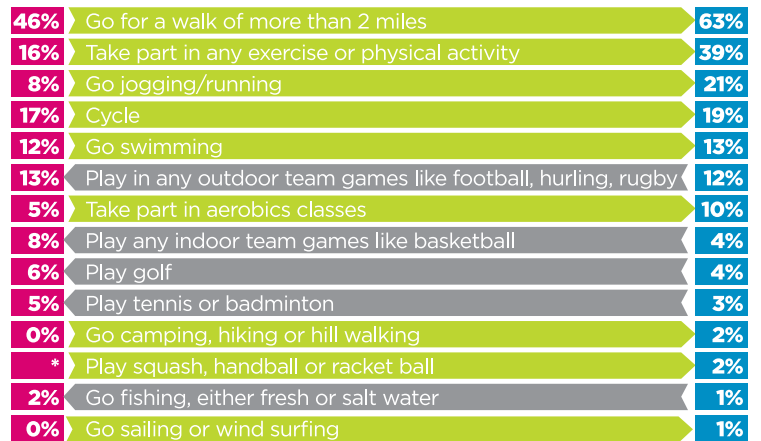 46% Go for a walk of more than 2 miles 63%
16% Take part in any exercise or physical activity 39%
8% Go jogging/running 21%
17% Cycle 19%
12% Go swimming 13%
13% Play in any outdoor team games like football, hurling, rugby 12%
5% Take part in aerobics classes 10%
8% Play any indoor team games like basketball 4%
6% Play golf 4%
5% Play tennis or badminton 3%
0% Go camping, hiking or hill walking 2%
* Play squash, handball or racket ball 2%
2% Go fishing, either fresh or salt water 1%
0% Go sailing or wind surfing 1%